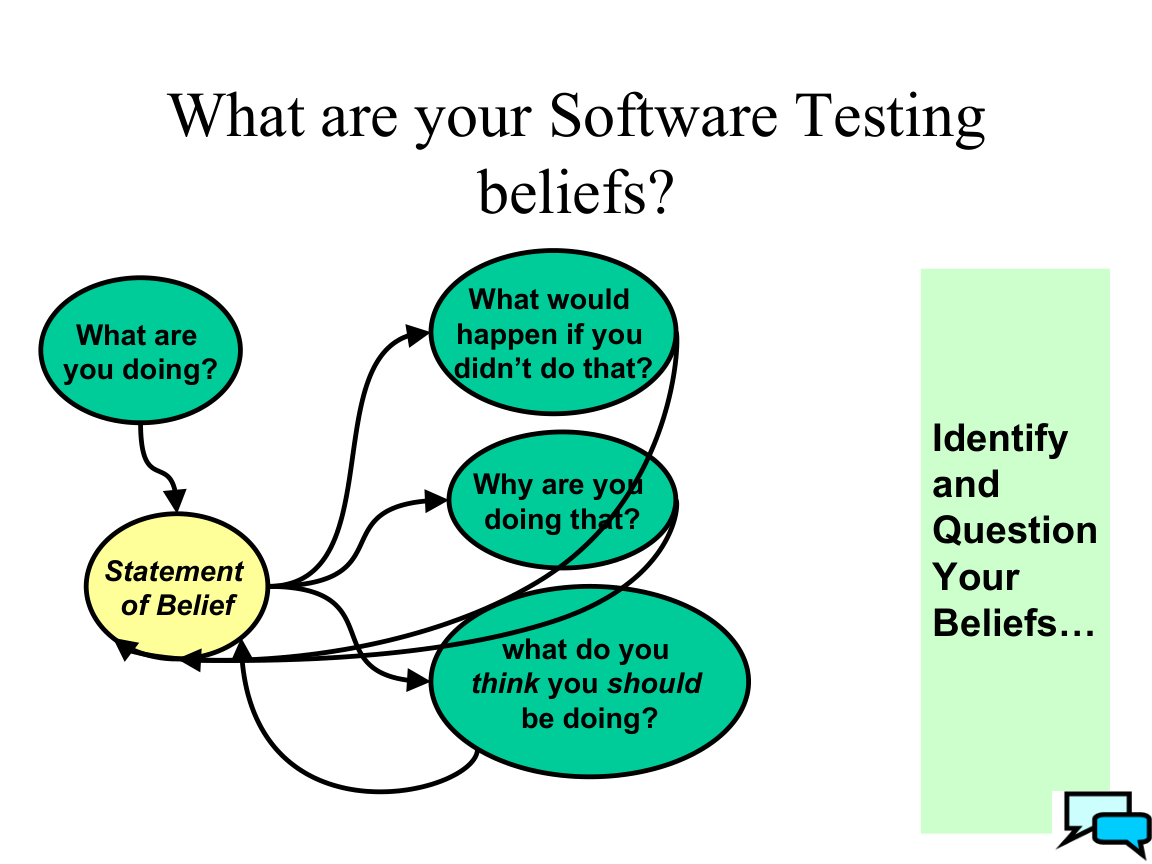 What are your Software Testing
beliefs?
What are
you doing?
Statement
of Belief
What would
happen if you
didn’t do that?
Why are you
doing that?
what do you
think you should
be doing?
Identify
and
Question
Your
Beliefs…